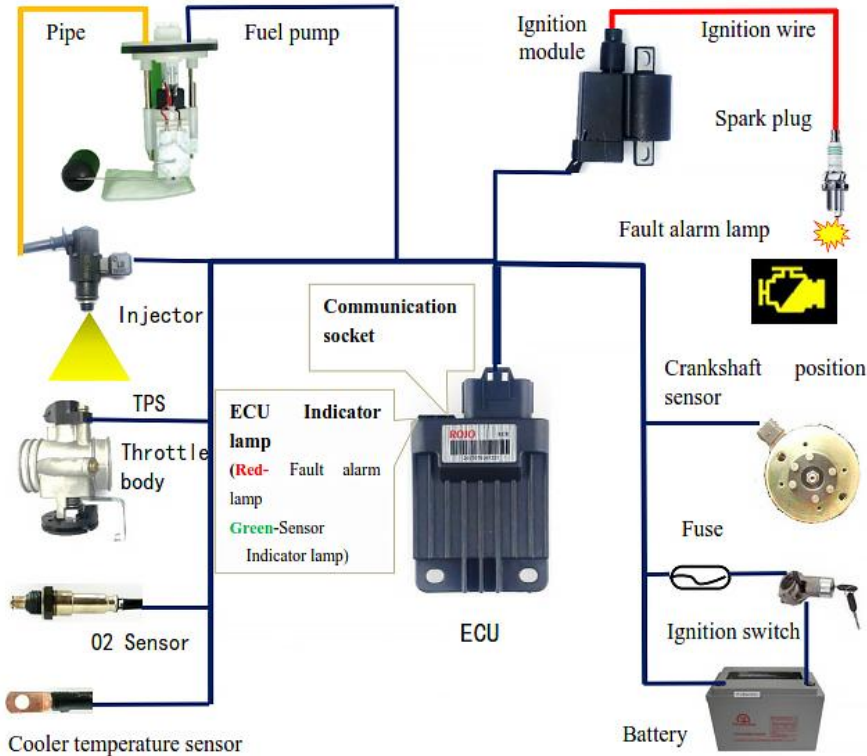 Pipe
Fuel pump
Ignition
module
Ignition wire
Spark plug
Fault alarm lamp
Injector
Communication
socket
Crankshaft position
sensor
TPS
Throttle
body
ECU Indicator
lamp
(Red- Fault alarm
lamp
Green-Sensor
Indicator lamp)
ROJO
ECU
Fuse
O2 Sensor
Ignition switch
Cooler temperature sensor
Battery